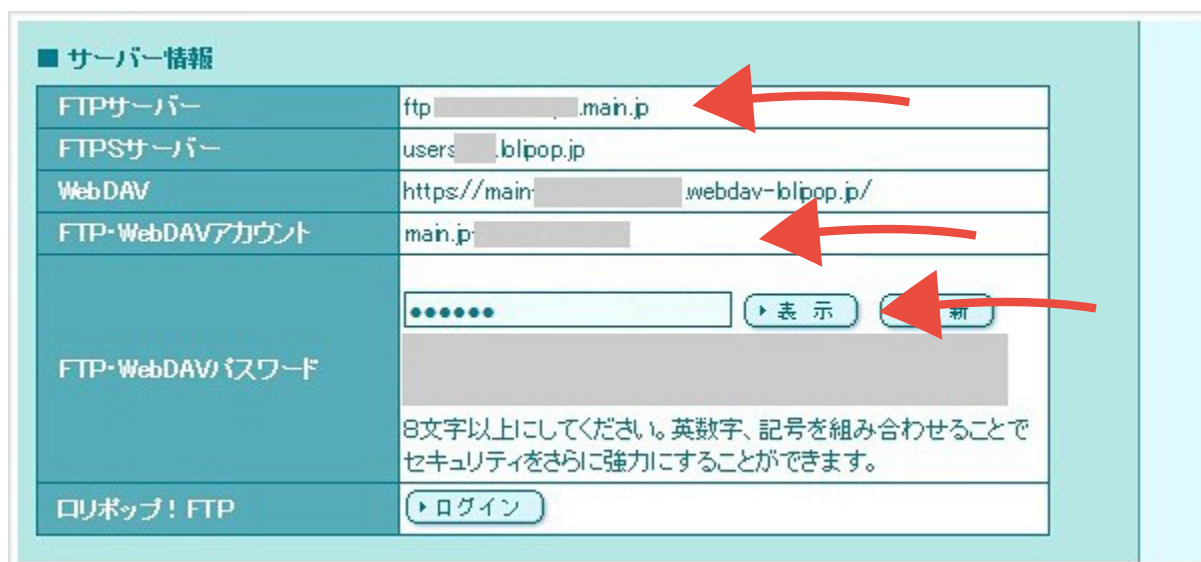 ■ サーバー情報
FTPサーバー ftp .main.jp
FTPSサーバー users .lolipop.jp
WebDAV https://main- .webdav-lolipop.jp/
FTP・WebDAVアカウント main.jp-
●●●●●● 表 示 新
FTP・WebDAVパスワード
8文字以上にしてください。英数字、記号を組み合わせることで
セキュリティをさらに強力にすることができます。
ロリポップ！FTP ログイン